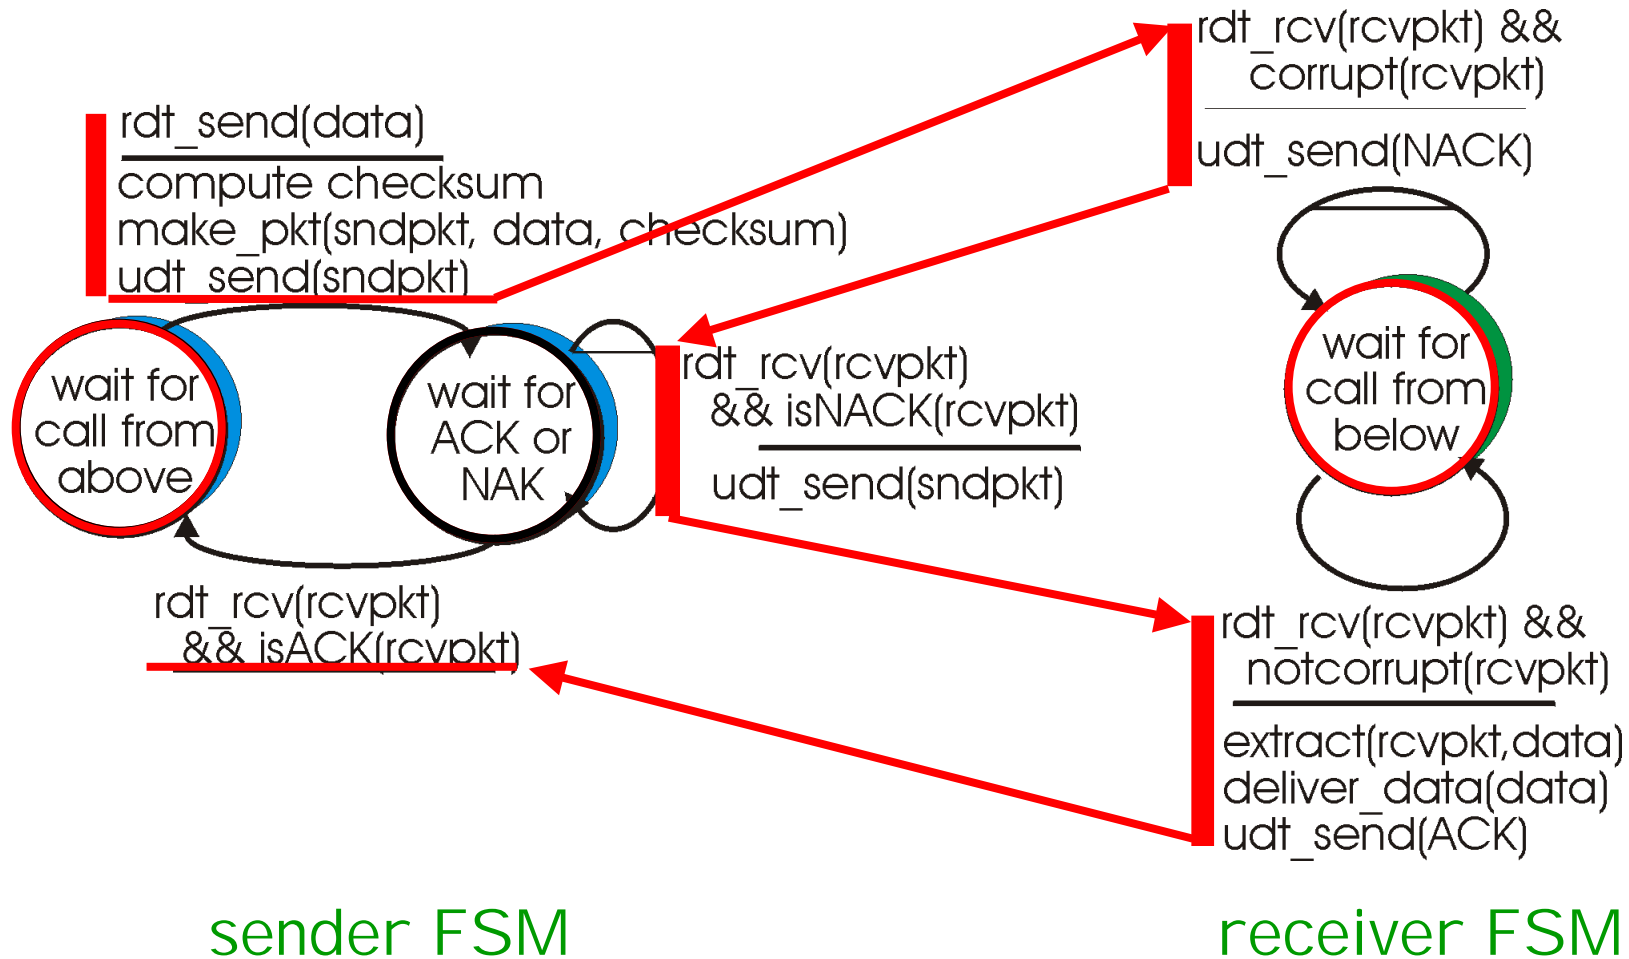 rdt_send(data)
compute checksum
make_pkt(sndpkt, data, checksum)
udt_send(sndpkt)
wait for
call from
above
wait for
ACK or
NAK
rdt_rcv(rcvpkt)
&& isNACK(rcvpkt)
udt_send(sndpkt)
rdt_rcv(rcvpkt)
&& isACK(rcvpkt)
sender FSM
rdt_rcv(rcvpkt) &&
corrupt(rcvpkt)
udt_send(NACK)
wait for
call from
below
rdt_rcv(rcvpkt) &&
notcorrupt(rcvpkt)
extract(rcvpkt,data)
deliver_data(data)
udt_send(ACK)
receiver FSM